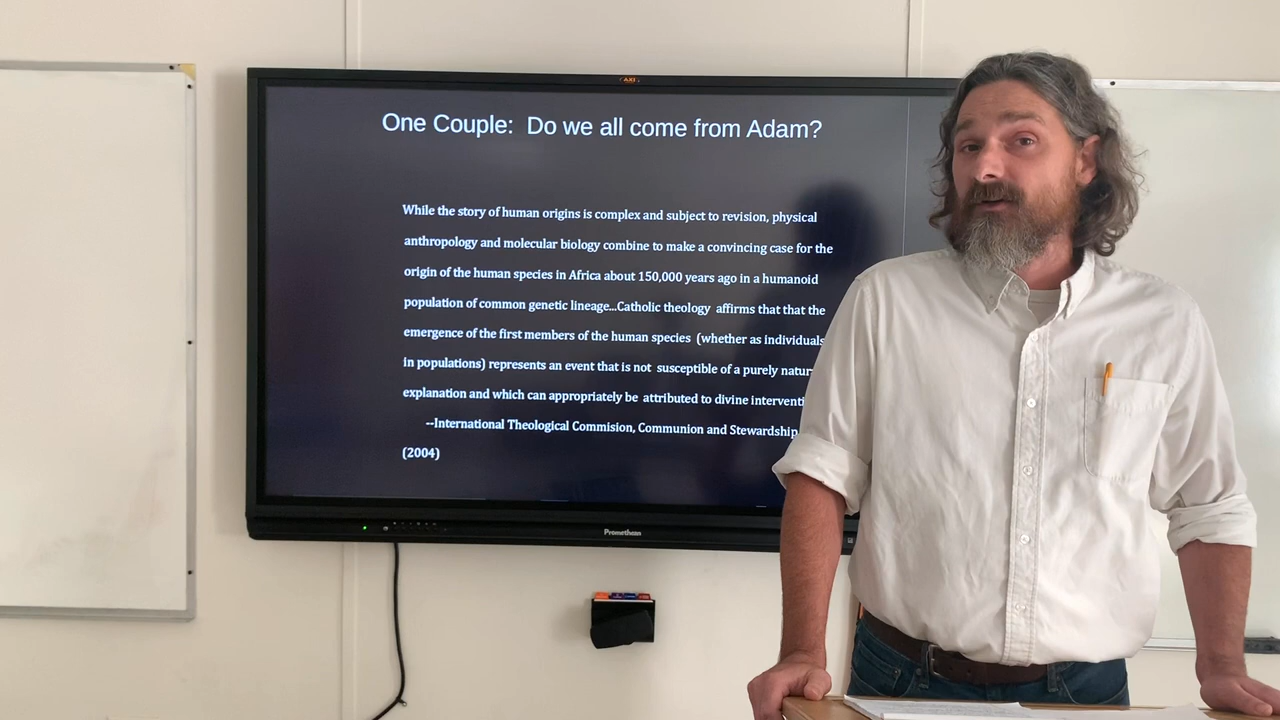 One Couple: Do we all come from Adam?
While the story of human origins is complex and subject to revision, physical
anthropology and molecular biology combine to make a convincing case for the
origin of the human species in Africa about 150,000 years ago in a humanoid
population of common genetic lineage...Catholic theology affirms that that the
emergence of the first members of the human species (whether as individuals
in populations) represents an event that is not susceptible of a purely natur
explanation and which can appropriately be attributed to divine interventi
--International Theological Commision, Communion and Stewardship
(2004)
Promethean